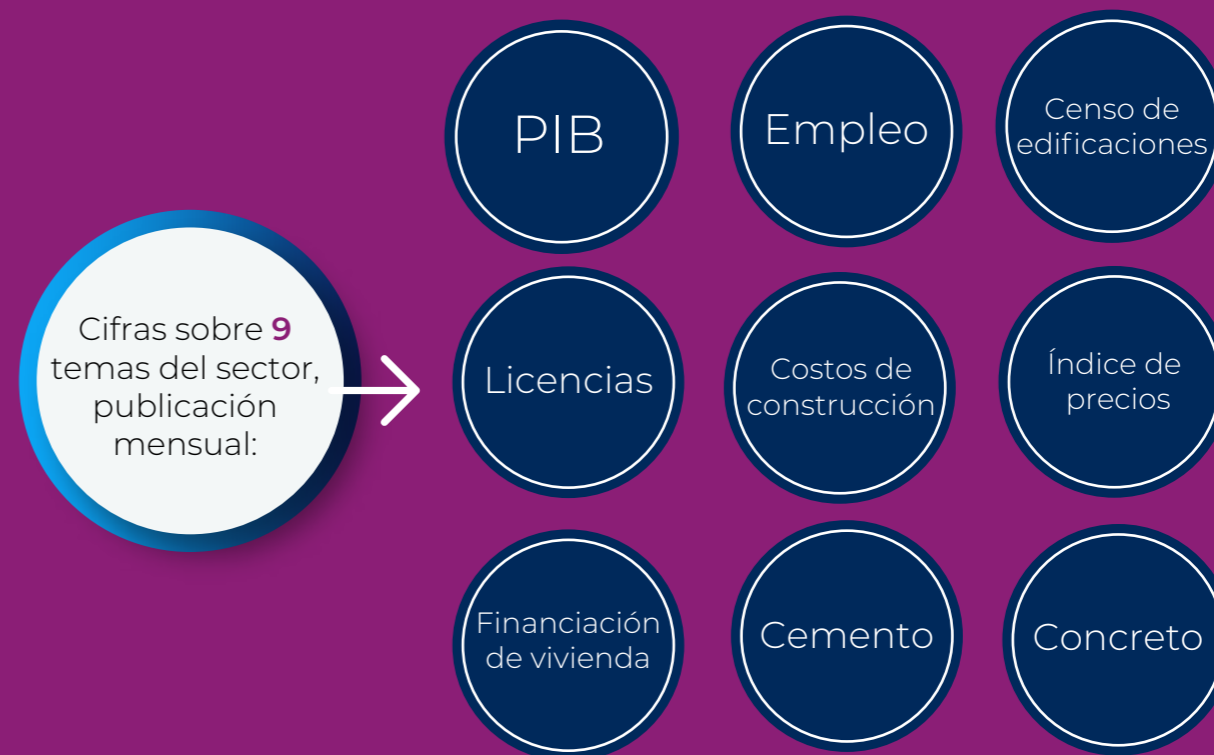 Cifras sobre 9
temas del sector,
publicación
mensual:
PIB
Empleo
Censo de
edificaciones
Licencias
Costos de
construcción
Índice de
precios
Financiación
de vivienda
Cemento
Concreto